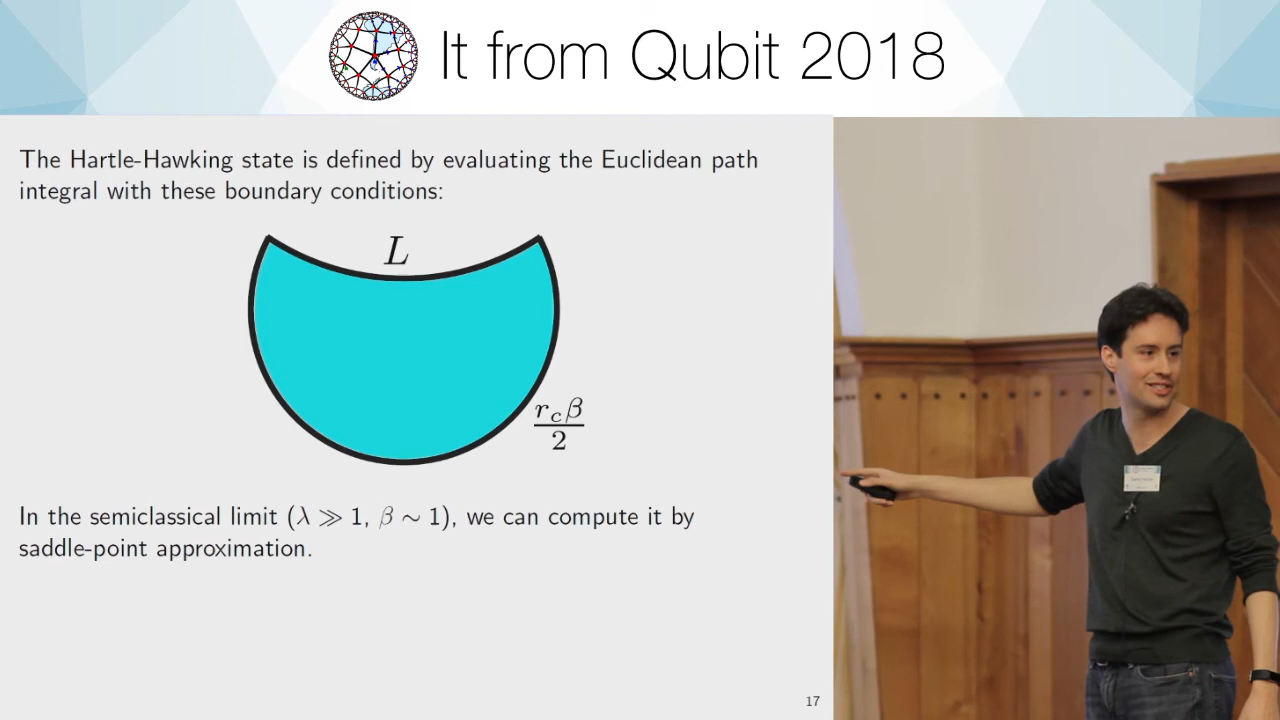 It from Qubit 2018
The Hartle-Hawking state is defined by evaluating the Euclidean path
integral with these boundary conditions:
L
r_cβ
2
In the semiclassical limit (λ ≫ 1, β ∼ 1), we can compute it by
saddle-point approximation.
17